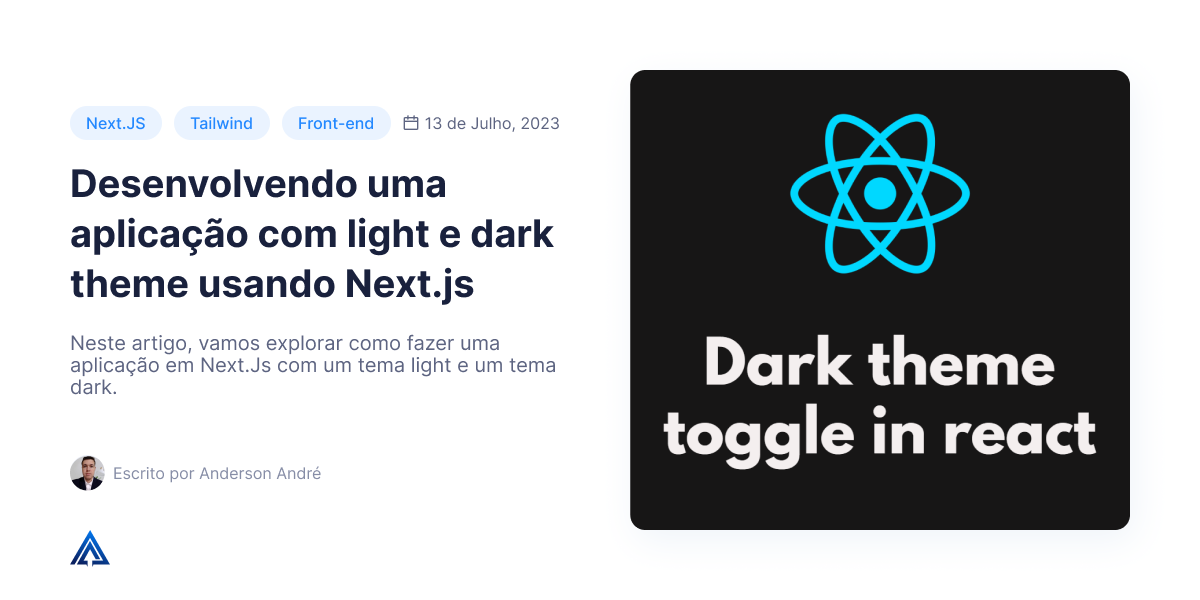 Next.JS Tailwind Front-end 13 de Julho, 2023
Desenvolvendo uma
aplicação com light e dark
theme usando Next.js
Neste artigo, vamos explorar como fazer uma
aplicação em Next.Js com um tema light e um tema
dark.
Escrito por Anderson André
Dark theme
toggle in react